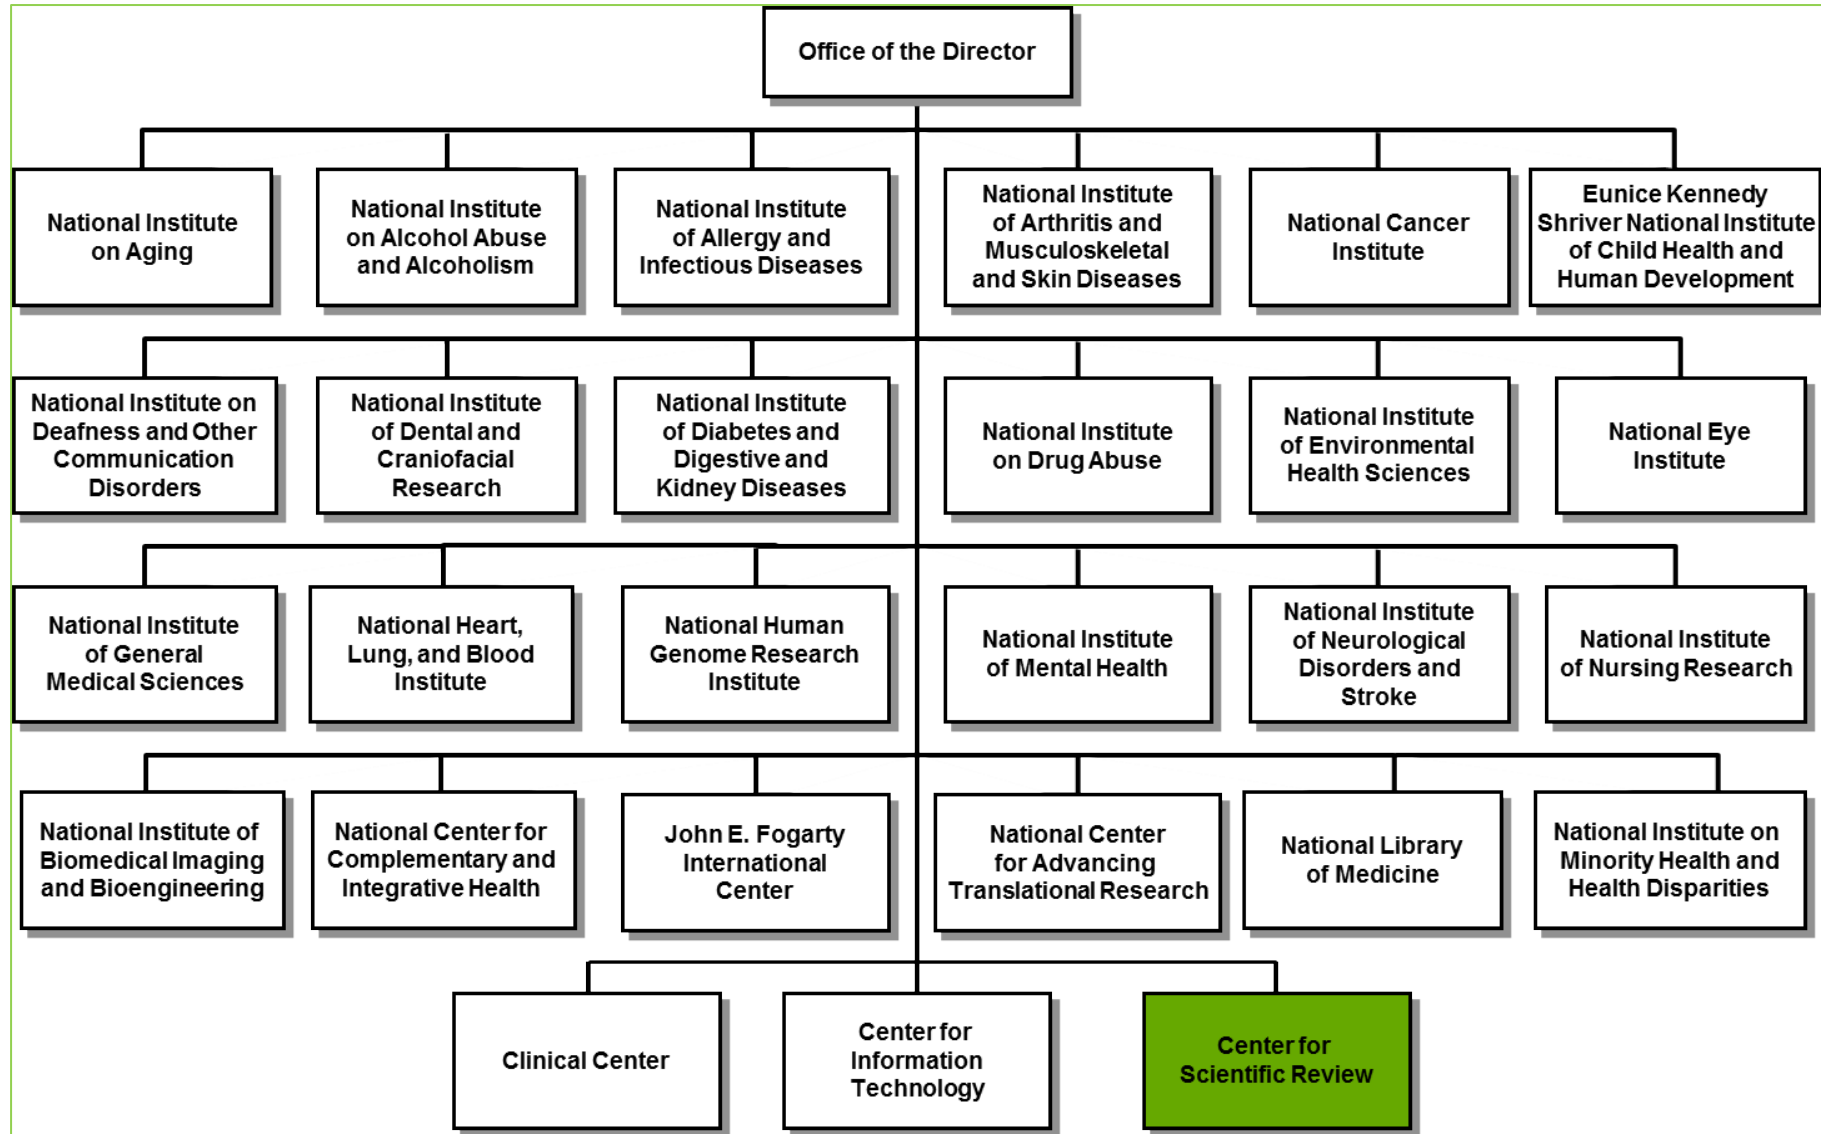 Office of the Director
National Institute
on Aging
National Institute
on Alcohol Abuse
and Alcoholism
National Institute
of Allergy and
Infectious Diseases
National Institute
of Arthritis and
Musculoskeletal
and Skin Diseases
National Cancer
Institute
Eunice Kennedy
Shriver National Institute
of Child Health and
Human Development
National Institute on
Deafness and Other
Communication
Disorders
National Institute
of Dental and
Craniofacial
Research
National Institute
of Diabetes and
Digestive and
Kidney Diseases
National Institute
on Drug Abuse
National Institute
of Environmental
Health Sciences
National Eye
Institute
National Institute
of General
Medical Sciences
National Heart,
Lung, and Blood
Institute
National Human
Genome Research
Institute
National Institute
of Mental Health
National Institute
of Neurological
Disorders and
Stroke
National Institute
of Nursing Research
National Institute of
Biomedical Imaging
and Bioengineering
National Center for
Complementary and
Integrative Health
John E. Fogarty
International
Center
National Center
for Advancing
Translational Research
National Library
of Medicine
National Institute on
Minority Health and
Health Disparities
Clinical Center
Center for
Information
Technology
Center for
Scientific Review